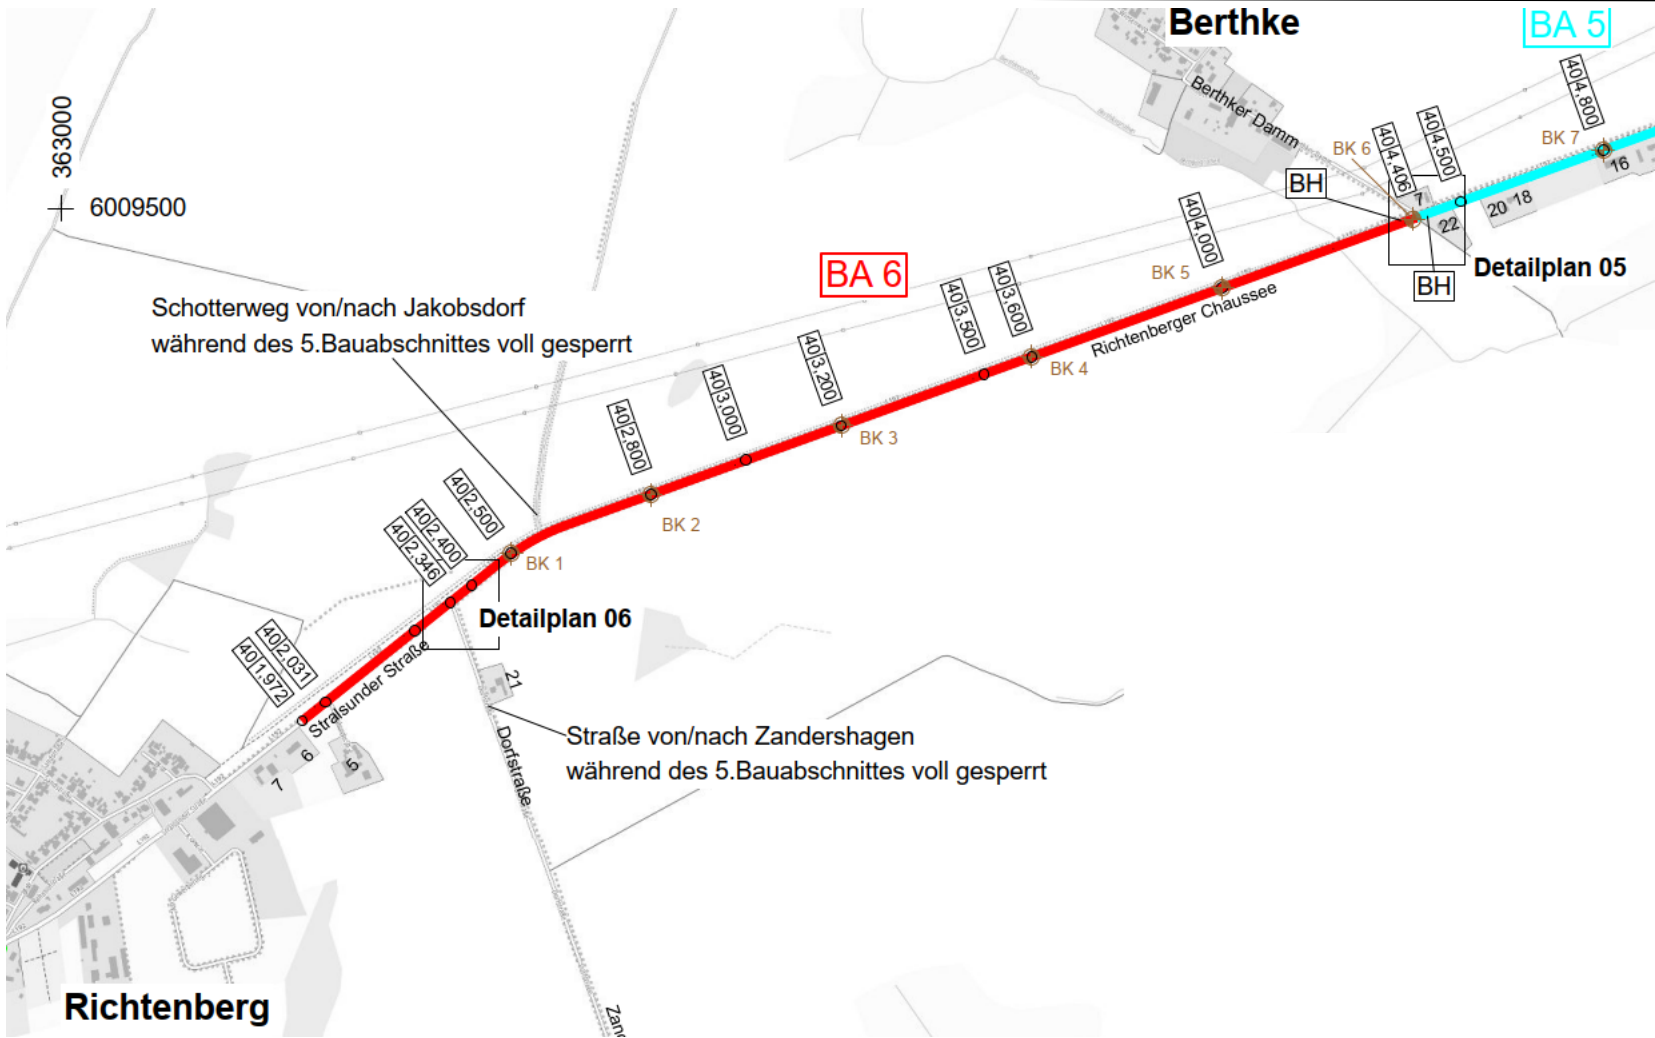 Berthke
BA 5
363000
6009500
Berthker Damm
BK 6
40|4,406
40|4,500
40|4,800
BK 7
16
BH
7
20 18
22
Detailplan 05
BH
40|4,000
BK 5
BA 6
Richtenberger Chaussee
Schotterweg von/nach Jakobsdorf
während des 5.Bauabschnittes voll gesperrt
40|3,600
40|3,500
BK 4
40|3,200
BK 3
40|3,000
40|2,800
BK 2
40|2,500
BK 1
40|2,400
40|2,346
Detailplan 06
40|2,031
40|1,972
Stralsunder Straße
21
6
5
7
Dorfstraße
Straße von/nach Zandershagen
während des 5.Bauabschnittes voll gesperrt
L192
Richtenberg
Zand